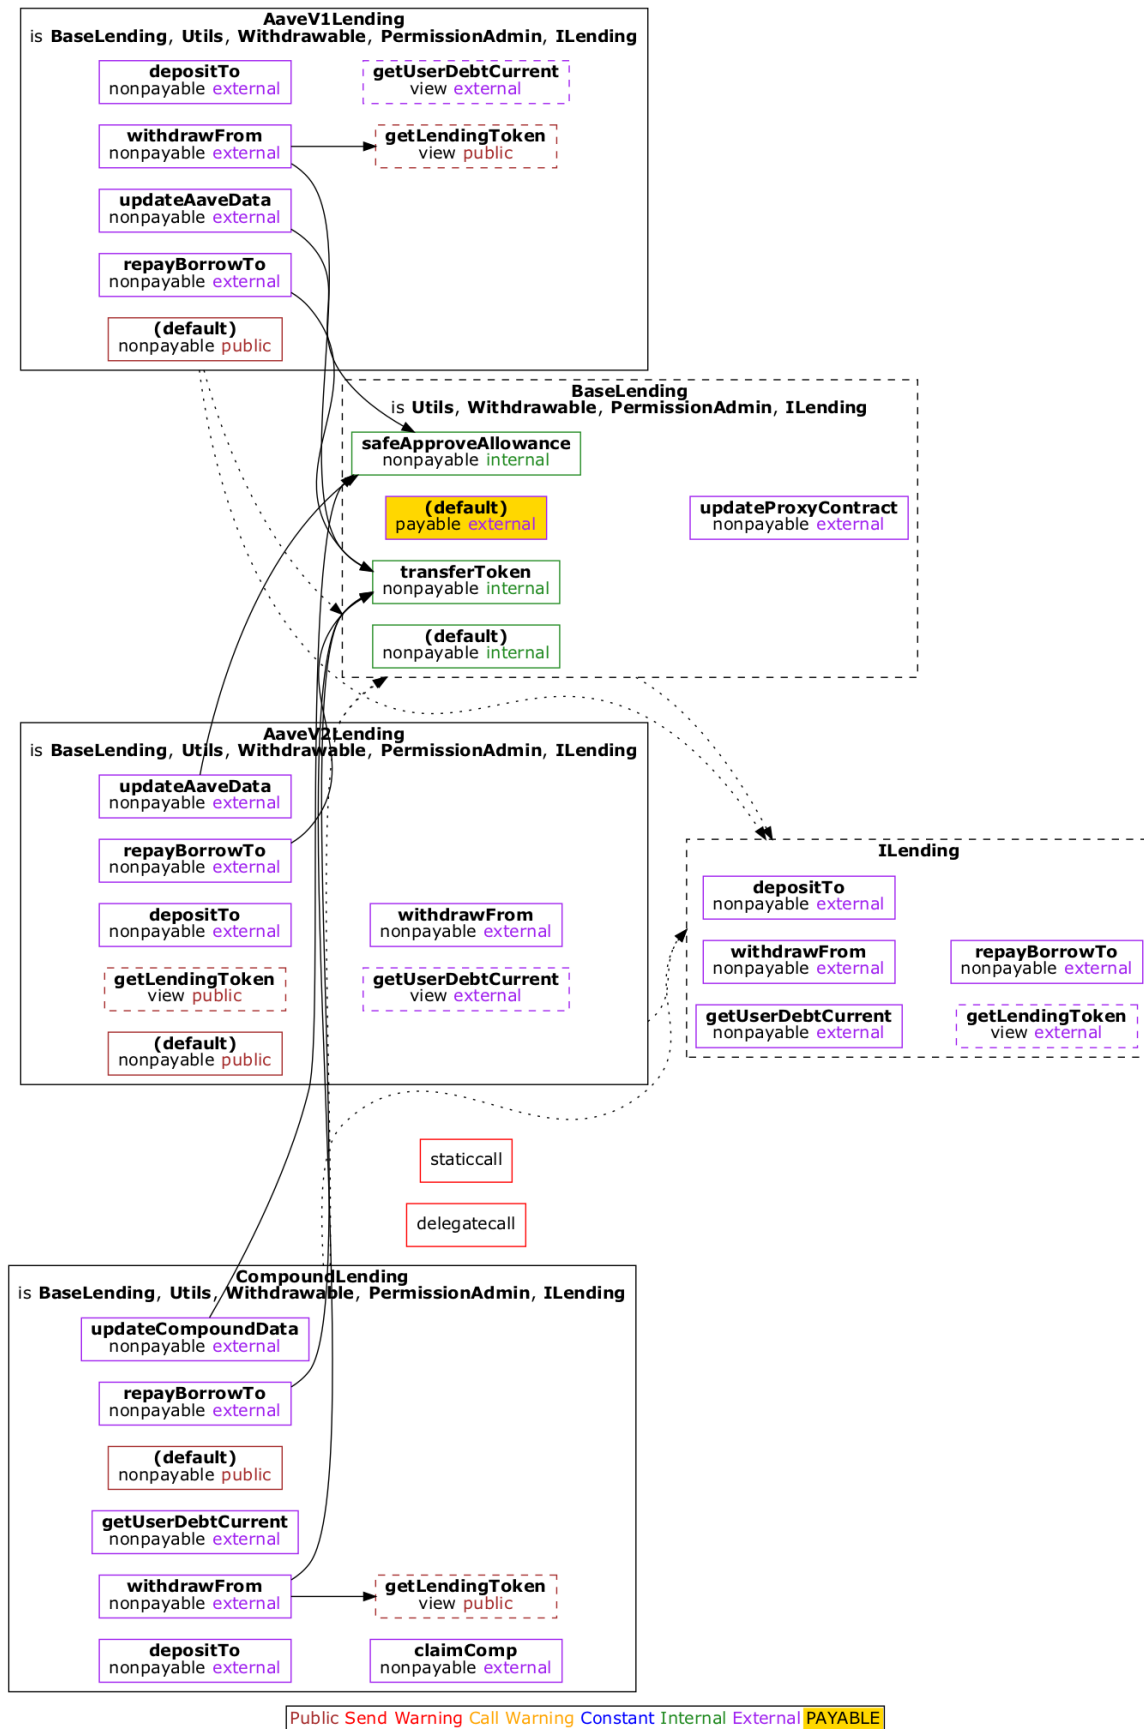 AaveV1Lending
is BaseLending, Utils, Withdrawable, PermissionAdmin, ILending
depositTo
nonpayable external
getUserDebtCurrent
view external
withdrawFrom
nonpayable external
getLendingToken
view public
updateAaveData
nonpayable external
repayBorrowTo
nonpayable external
(default)
nonpayable public
BaseLending
is Utils, Withdrawable, PermissionAdmin, ILending
safeApproveAllowance
nonpayable internal
(default)
payable external
updateProxyContract
nonpayable external
transferToken
nonpayable internal
(default)
nonpayable internal
AaveV2Lending
is BaseLending, Utils, Withdrawable, PermissionAdmin, ILending
updateAaveData
nonpayable external
repayBorrowTo
nonpayable external
depositTo
nonpayable external
withdrawFrom
nonpayable external
getLendingToken
view public
getUserDebtCurrent
view external
(default)
nonpayable public
ILending
depositTo
nonpayable external
withdrawFrom
nonpayable external
repayBorrowTo
nonpayable external
getUserDebtCurrent
nonpayable external
getLendingToken
view external
staticcall
delegatecall
CompoundLending
is BaseLending, Utils, Withdrawable, PermissionAdmin, ILending
updateCompoundData
nonpayable external
repayBorrowTo
nonpayable external
(default)
nonpayable public
getUserDebtCurrent
nonpayable external
withdrawFrom
nonpayable external
getLendingToken
view public
depositTo
nonpayable external
claimComp
nonpayable external
Public Send Warning Call Warning Constant Internal External PAYABLE